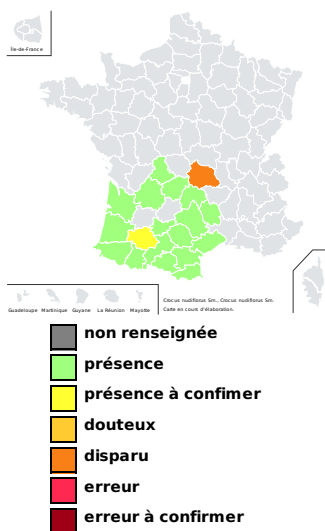 Île-de-France
Guadeloupe Martinique Guyane La Réunion Mayotte
Crocus nudiflorus Sm., Crocus nudiflorus Sm.
Carte en cours d'élaboration.
non renseignée
présence
présence à confimer
douteux
disparu
erreur
erreur à confirmer